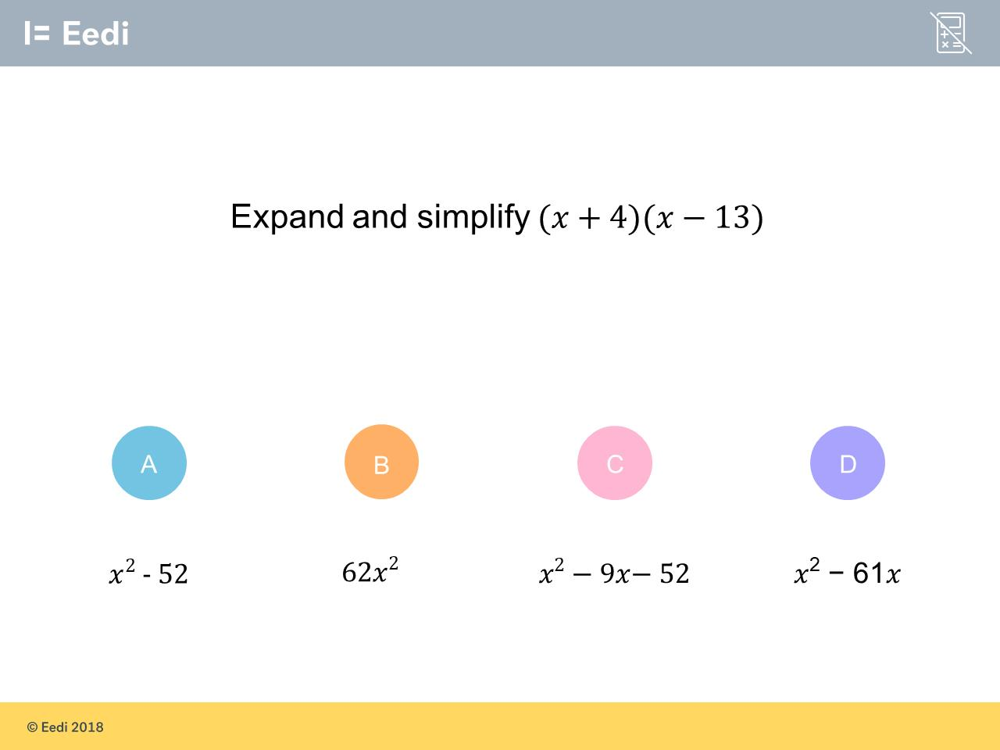 Eedi
Expand and simplify (x + 4)(x − 13)
A
B
C
D
x² - 52
62x²
x² − 9x− 52
x² − 61x
© Eedi 2018